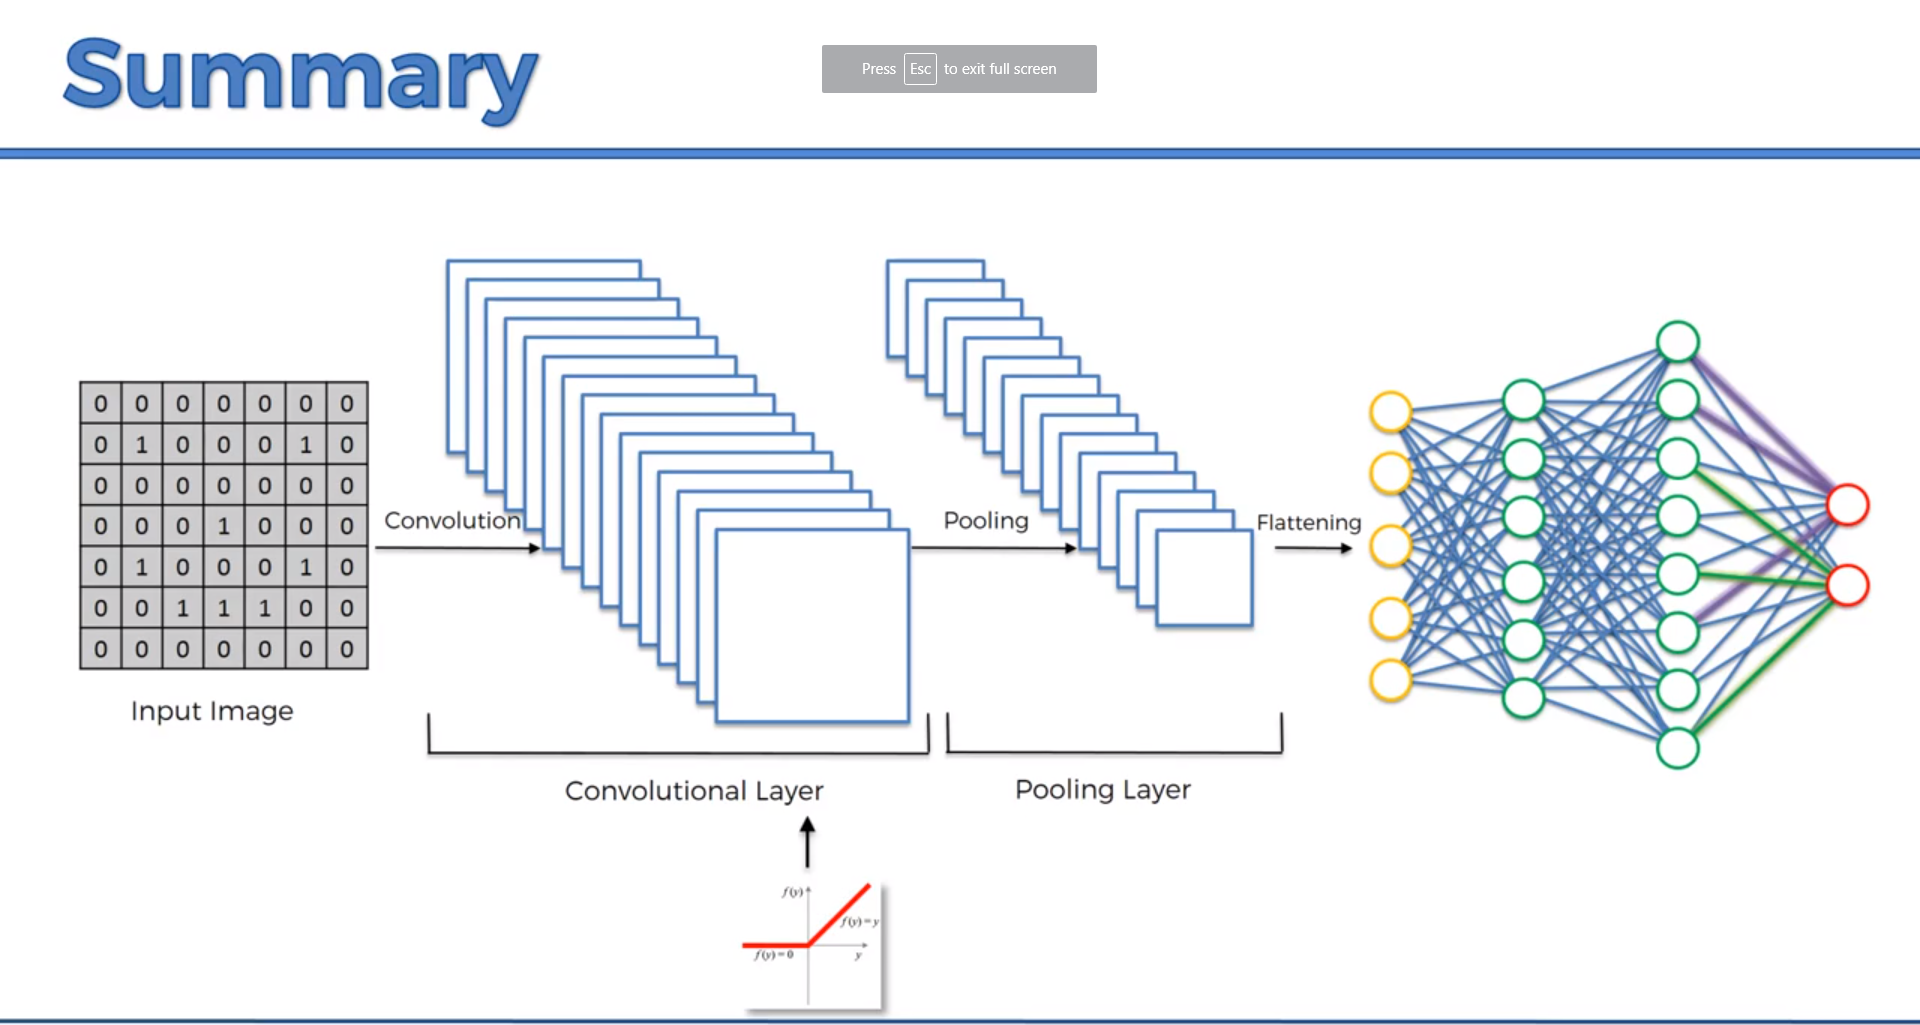 Summary
Press Esc to exit full screen
0 0 0 0 0 0 0
0 1 0 0 0 1 0
0 0 0 0 0 0 0
0 0 0 1 0 0 0
0 1 0 0 0 1 0
0 0 1 1 1 0 0
0 0 0 0 0 0 0
Input Image
Convolution
Pooling
Flattening
Convolutional Layer
Pooling Layer
f(y)
f(y)=y
f(y)=0
y